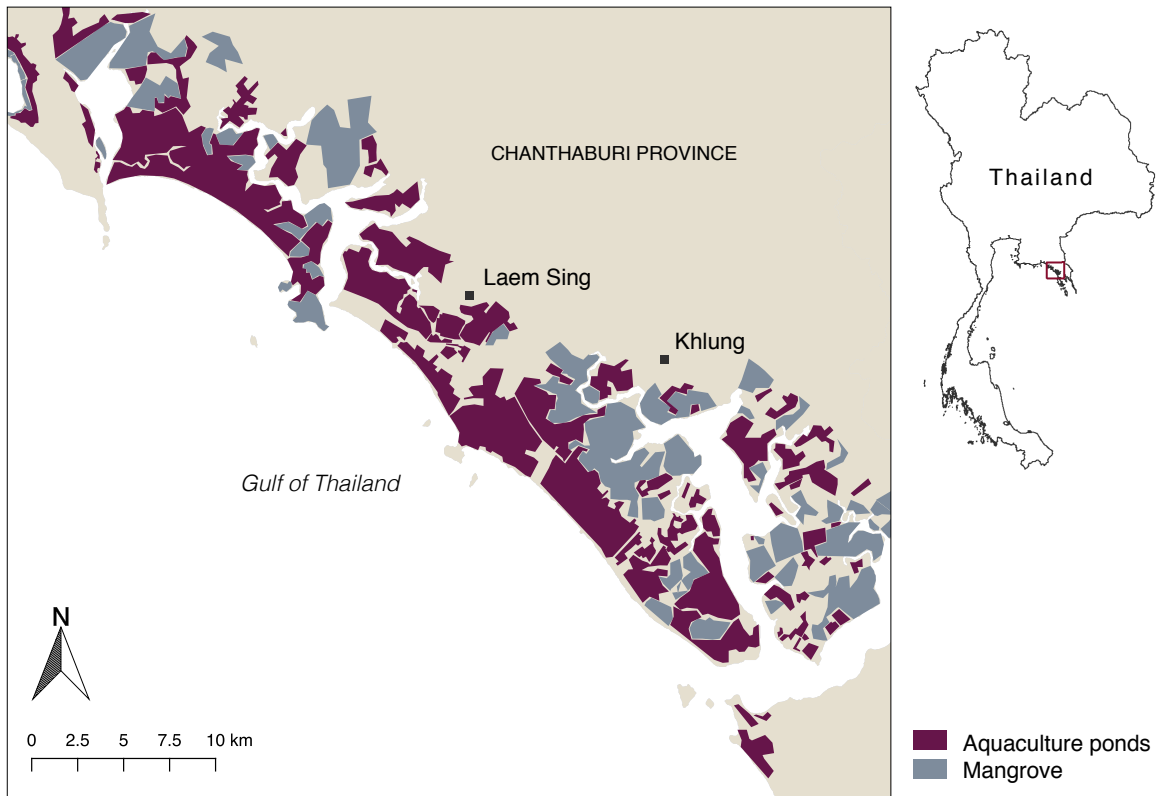 CHANTHABURI PROVINCE
Thailand
Laem Sing
Khlung
Gulf of Thailand
N
0 2.5 5 7.5 10 km
Aquaculture ponds
Mangrove